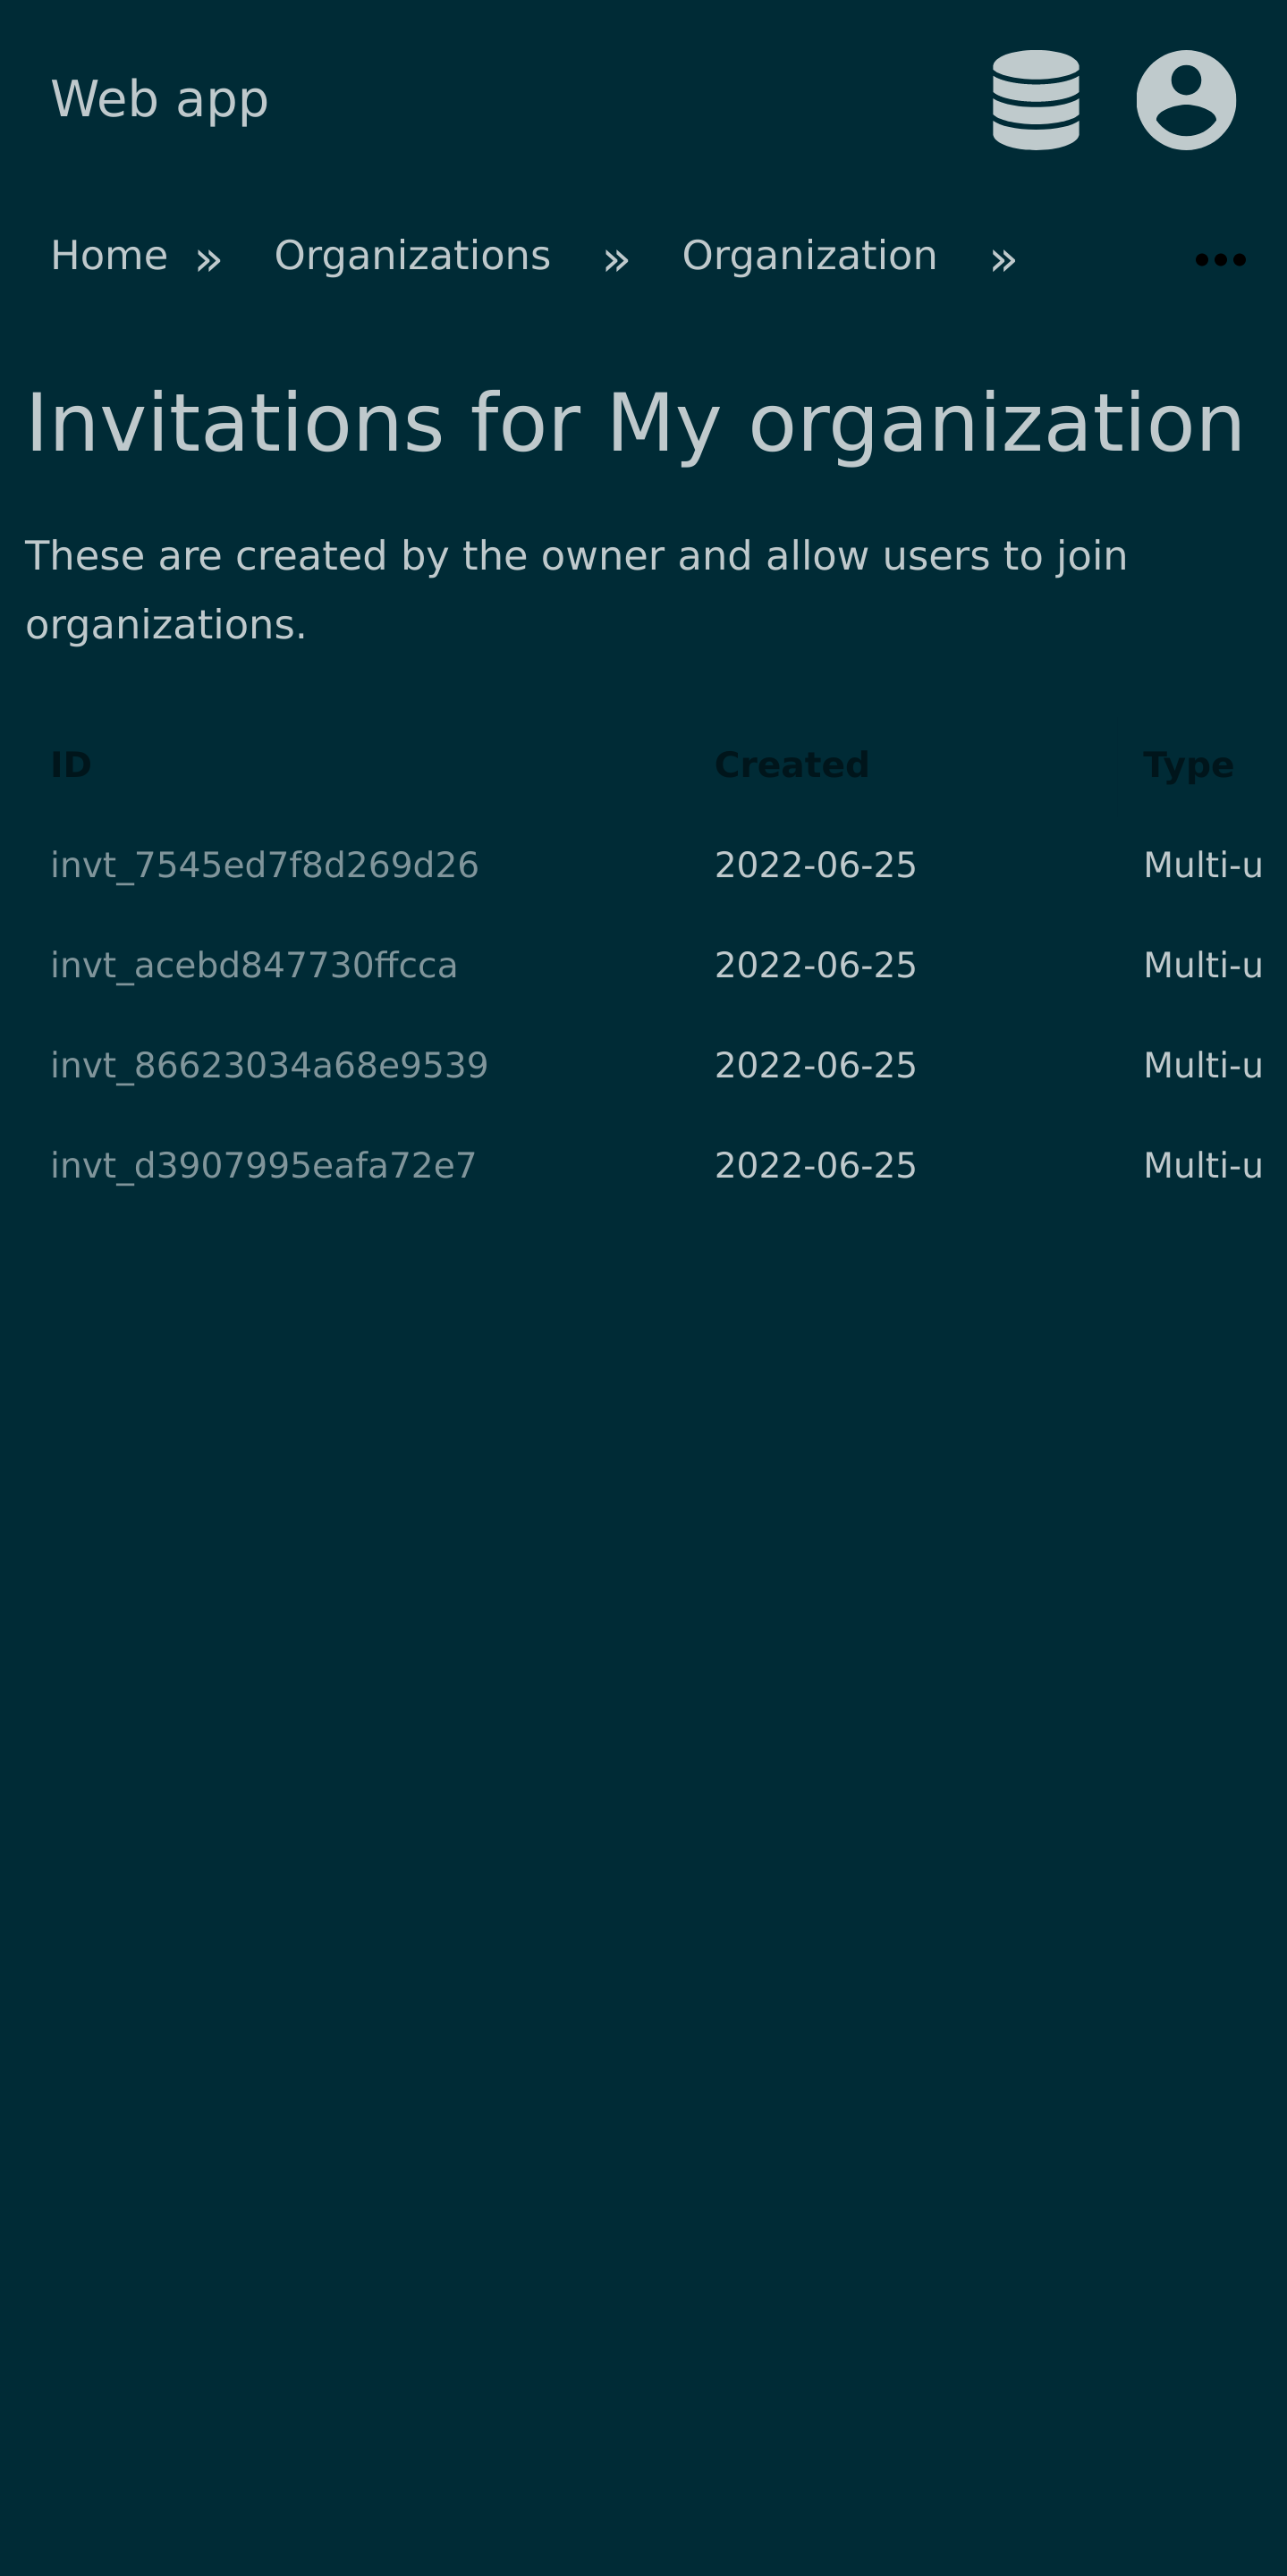 Web app
Home » Organizations » Organization »
Invitations for My organization
These are created by the owner and allow users to join
organizations.
ID Created Type
invt_7545ed7f8d269d26 2022-06-25 Multi-u
invt_acebd847730ffcca 2022-06-25 Multi-u
invt_86623034a68e9539 2022-06-25 Multi-u
invt_d3907995eafa72e7 2022-06-25 Multi-u